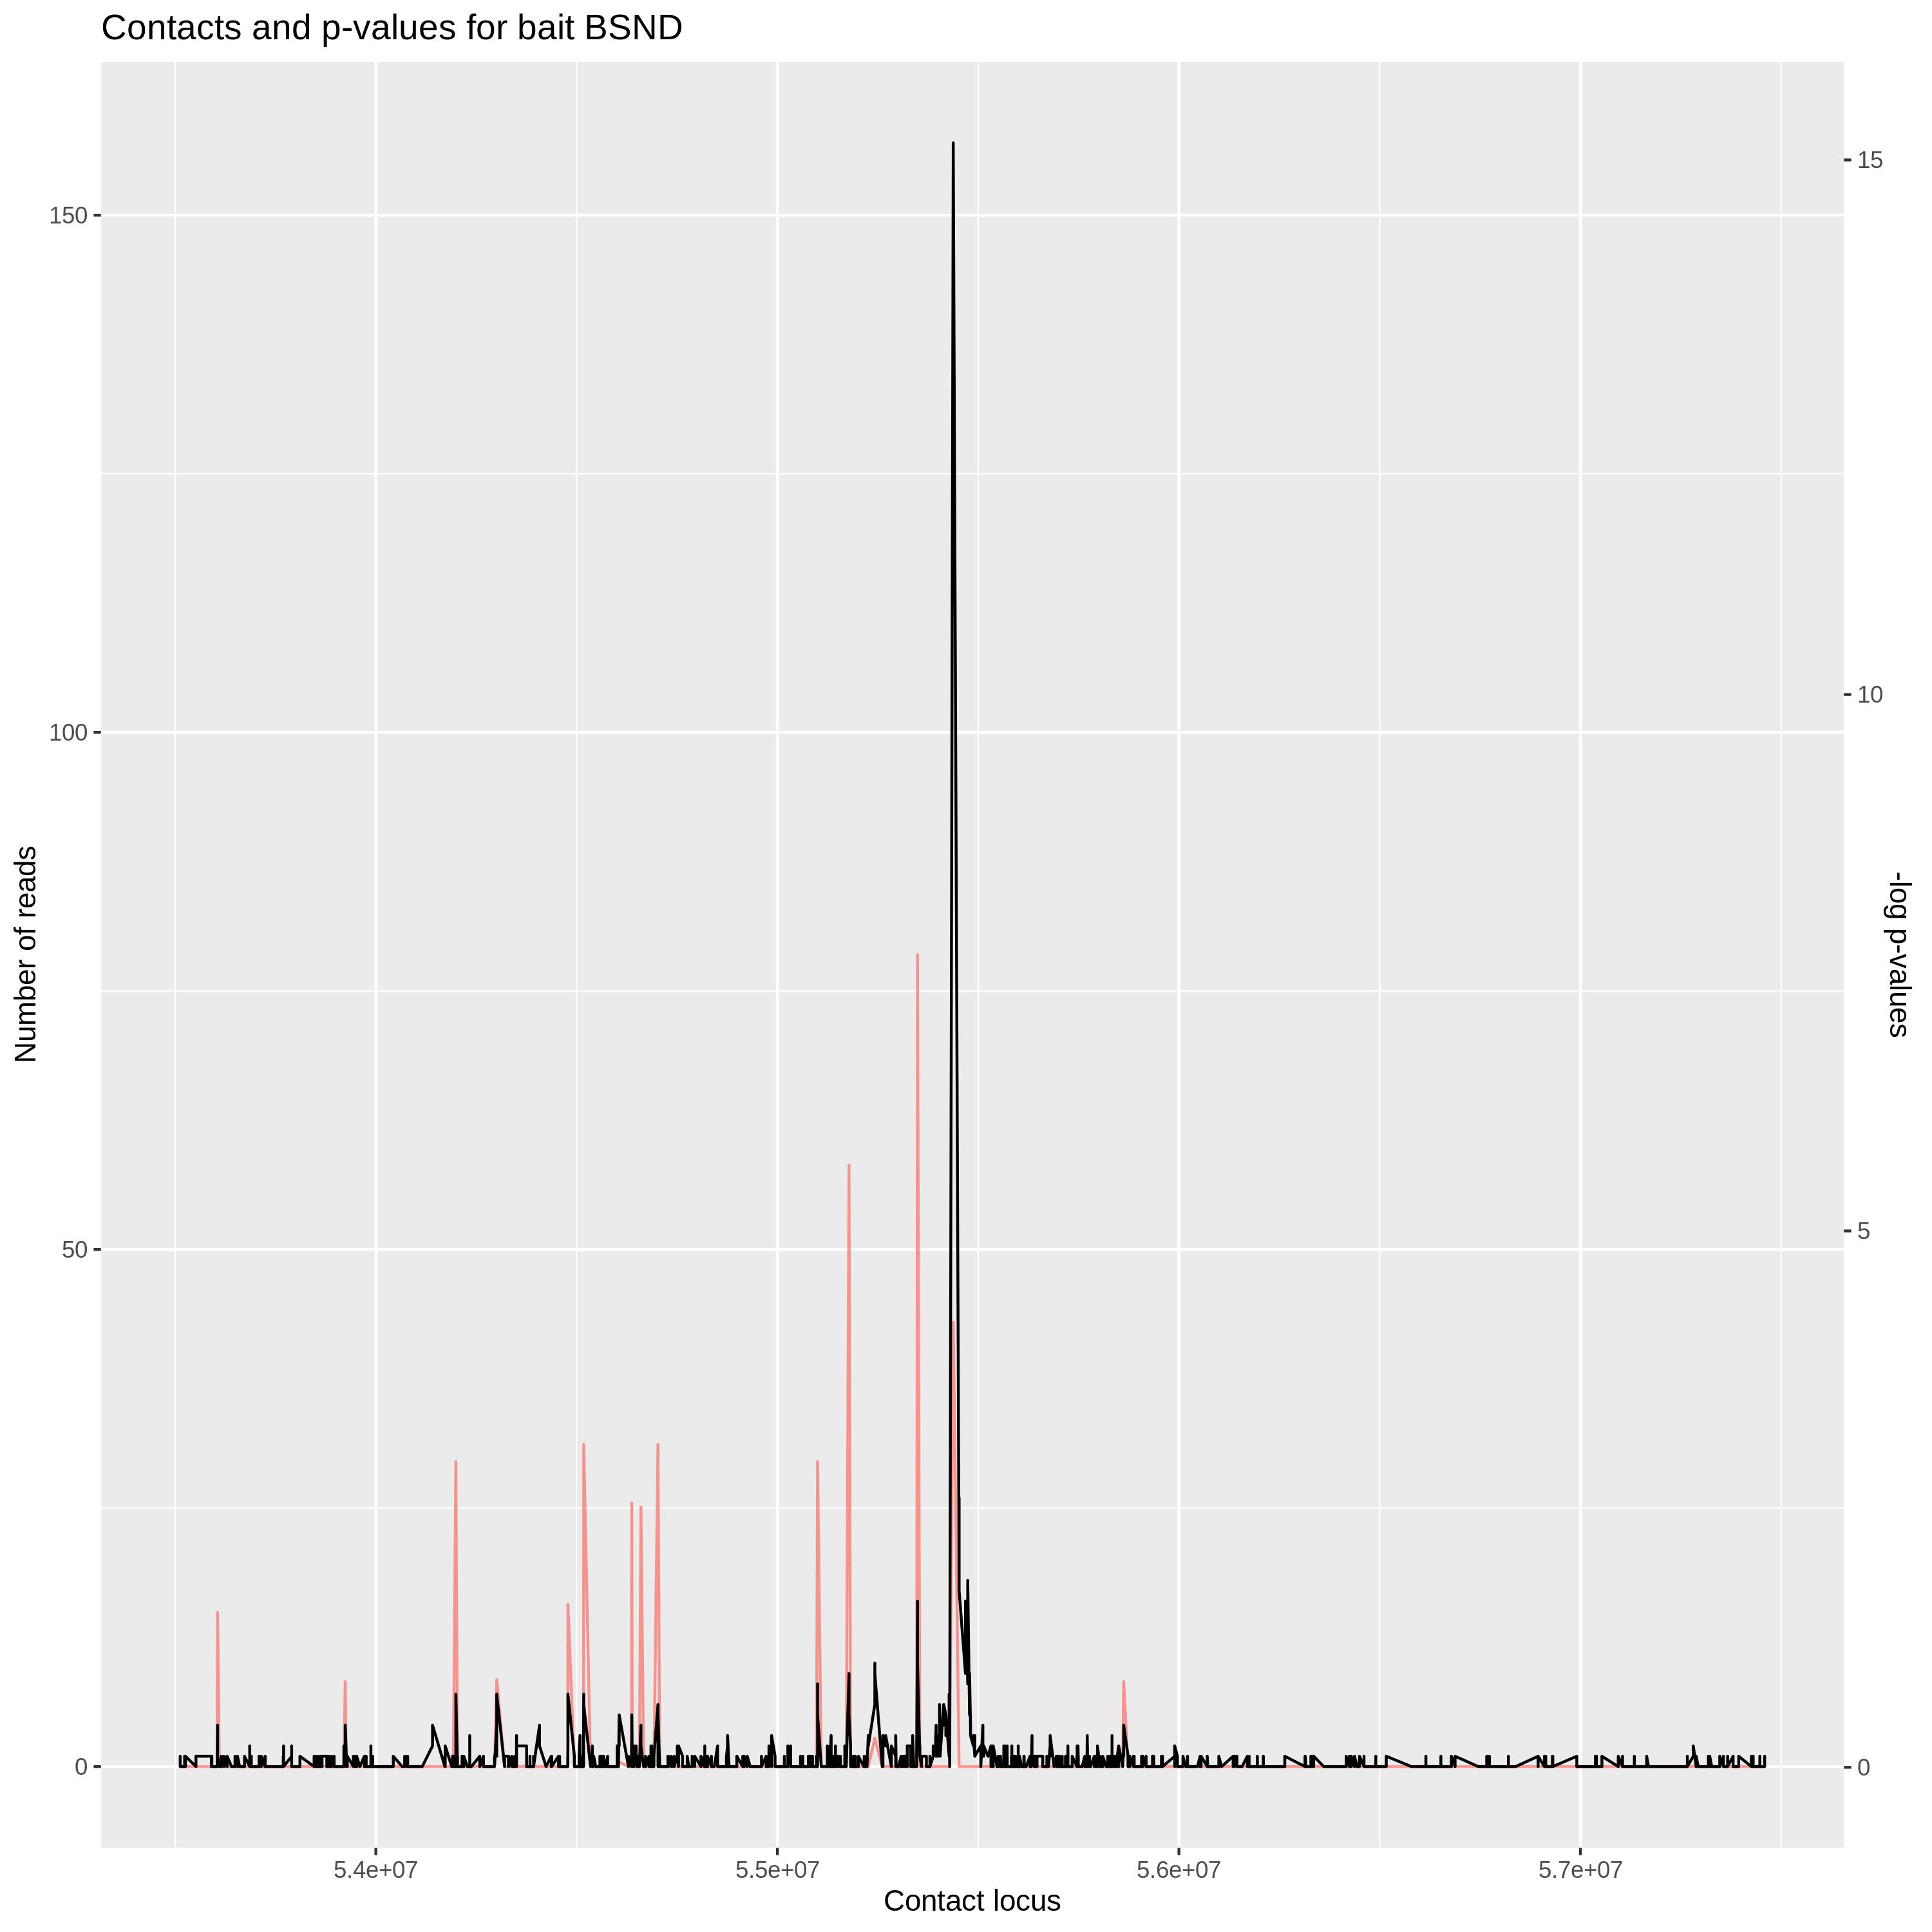 Contacts and p-values for bait BSND
150
100
50
0
Number of reads
15
10
5
0
-log p-values
5.4e+07
5.5e+07
5.6e+07
5.7e+07
Contact locus